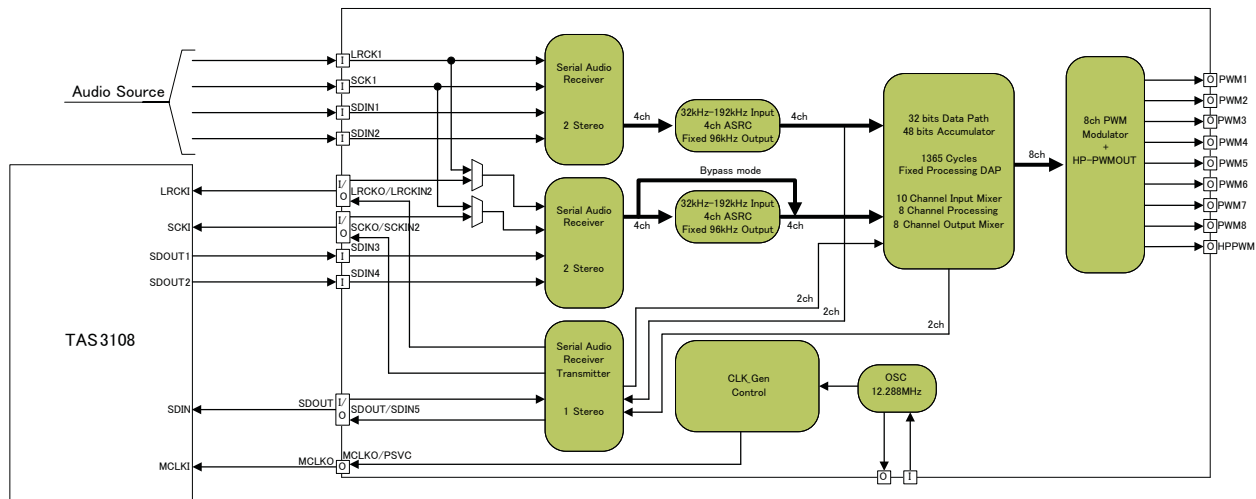 Audio Source
I
LRCK1
I
SCK1
I
SDIN1
I
SDIN2
Serial Audio
Receiver
2 Stereo
4ch
32kHz-192kHz Input
4ch ASRC
Fixed 96kHz Output
4ch
32 bits Data Path
48 bits Accumulator
1365 Cycles
Fixed Processing DAP
10 Channel Input Mixer
8 Channel Processing
8 Channel Output Mixer
8ch
8ch PWM
Modulator
+
HP-PWMOUT
O
PWM1
O
PWM2
O
PWM3
O
PWM4
O
PWM5
O
PWM6
O
PWM7
O
PWM8
O
HPPWM
TAS3108
LRCKI
I/
O
LRCKO/LRCKIN2
SCKI
I/
O
SCKO/SCKIN2
SDOUT1
I
SDIN3
SDOUT2
I
SDIN4
Serial Audio
Receiver
2 Stereo
Bypass mode
4ch
32kHz-192kHz Input
4ch ASRC
Fixed 96kHz Output
4ch
2ch
2ch
Serial Audio
Receiver
Transmitter
1 Stereo
CLK_Gen
Control
OSC
12.288MHz
SDIN
SDOUT
I/
O
SDOUT/SDIN5
MCLKI
MCLKO
O
MCLKO/PSVC
O
I